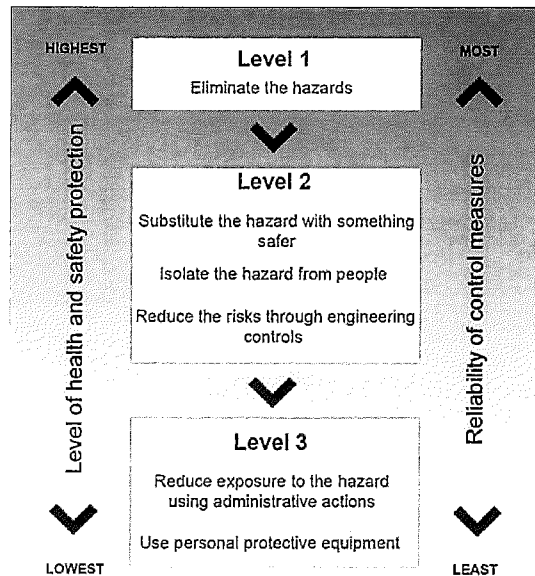 HIGHEST
MOST
Level 1
Eliminate the hazards
Level 2
Substitute the hazard with something
safer
Isolate the hazard from people
Reduce the risks through engineering
controls
Level 3
Reduce exposure to the hazard
using administrative actions
Use personal protective equipment
Level of health and safety protection
Reliability of control measures
LOWEST
LEAST